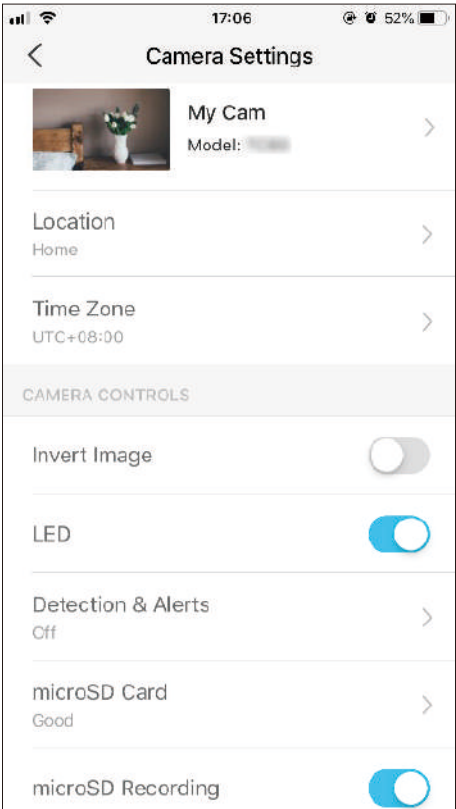 17:06
52%
Camera Settings
My Cam
Model:
Location
Home
Time Zone
UTC+08:00
CAMERA CONTROLS
Invert Image
LED
Detection & Alerts
Off
microSD Card
Good
microSD Recording